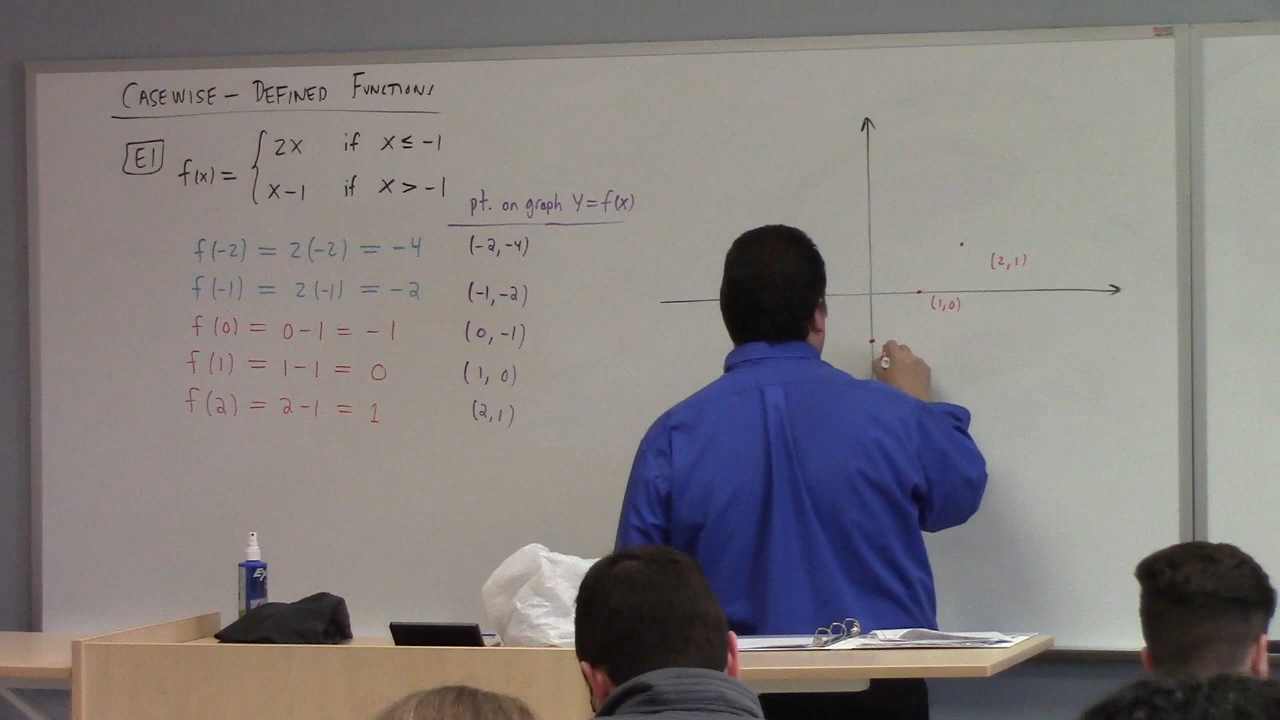 CASEWISE - DEFINED FUNCTIONS
E1 f(x) = { 2x if x ≤ -1
x-1 if x > -1
pt. on graph Y = f(x)
f(-2) = 2(-2) = -4 (-2, -4)
f(-1) = 2(-1) = -2 (-1, -2)
f(0) = 0-1 = -1 (0, -1)
f(1) = 1-1 = 0 (1, 0)
f(2) = 2-1 = 1 (2, 1)
(2, 1)
(1, 0)